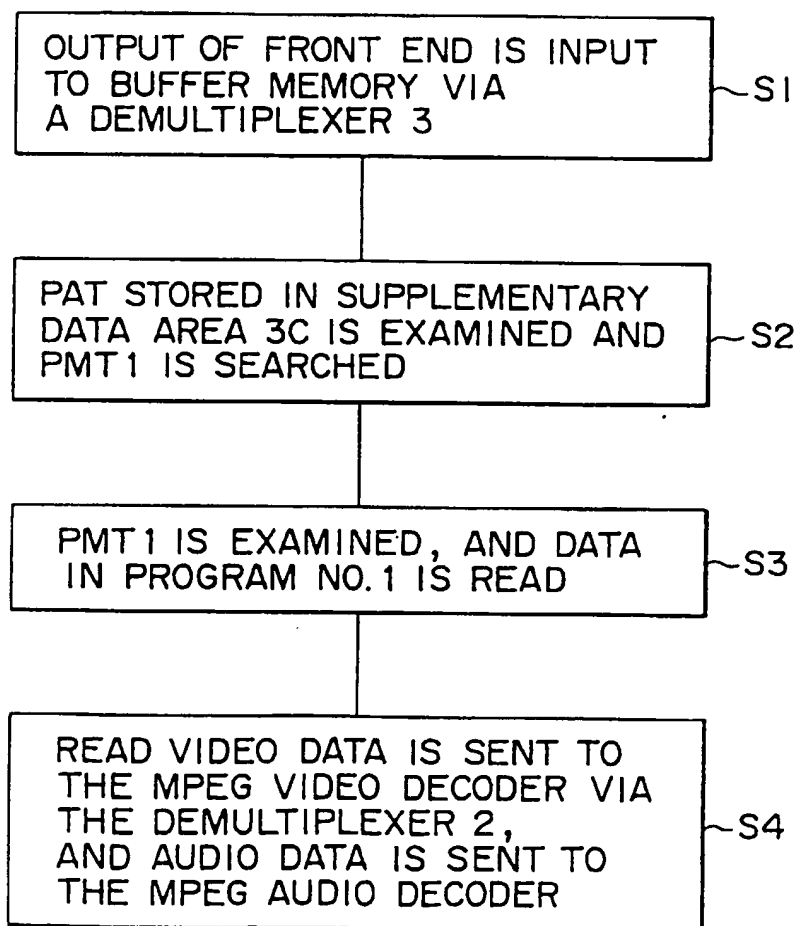 OUTPUT OF FRONT END IS INPUT
TO BUFFER MEMORY VIA
A DEMULTIPLEXER 3
S1
PAT STORED IN SUPPLEMENTARY
DATA AREA 3C IS EXAMINED AND
PMT1 IS SEARCHED
S2
PMT1 IS EXAMINED, AND DATA
IN PROGRAM NO.1 IS READ
S3
READ VIDEO DATA IS SENT TO
THE MPEG VIDEO DECODER VIA
THE DEMULTIPLEXER 2,
AND AUDIO DATA IS SENT TO
THE MPEG AUDIO DECODER
S4